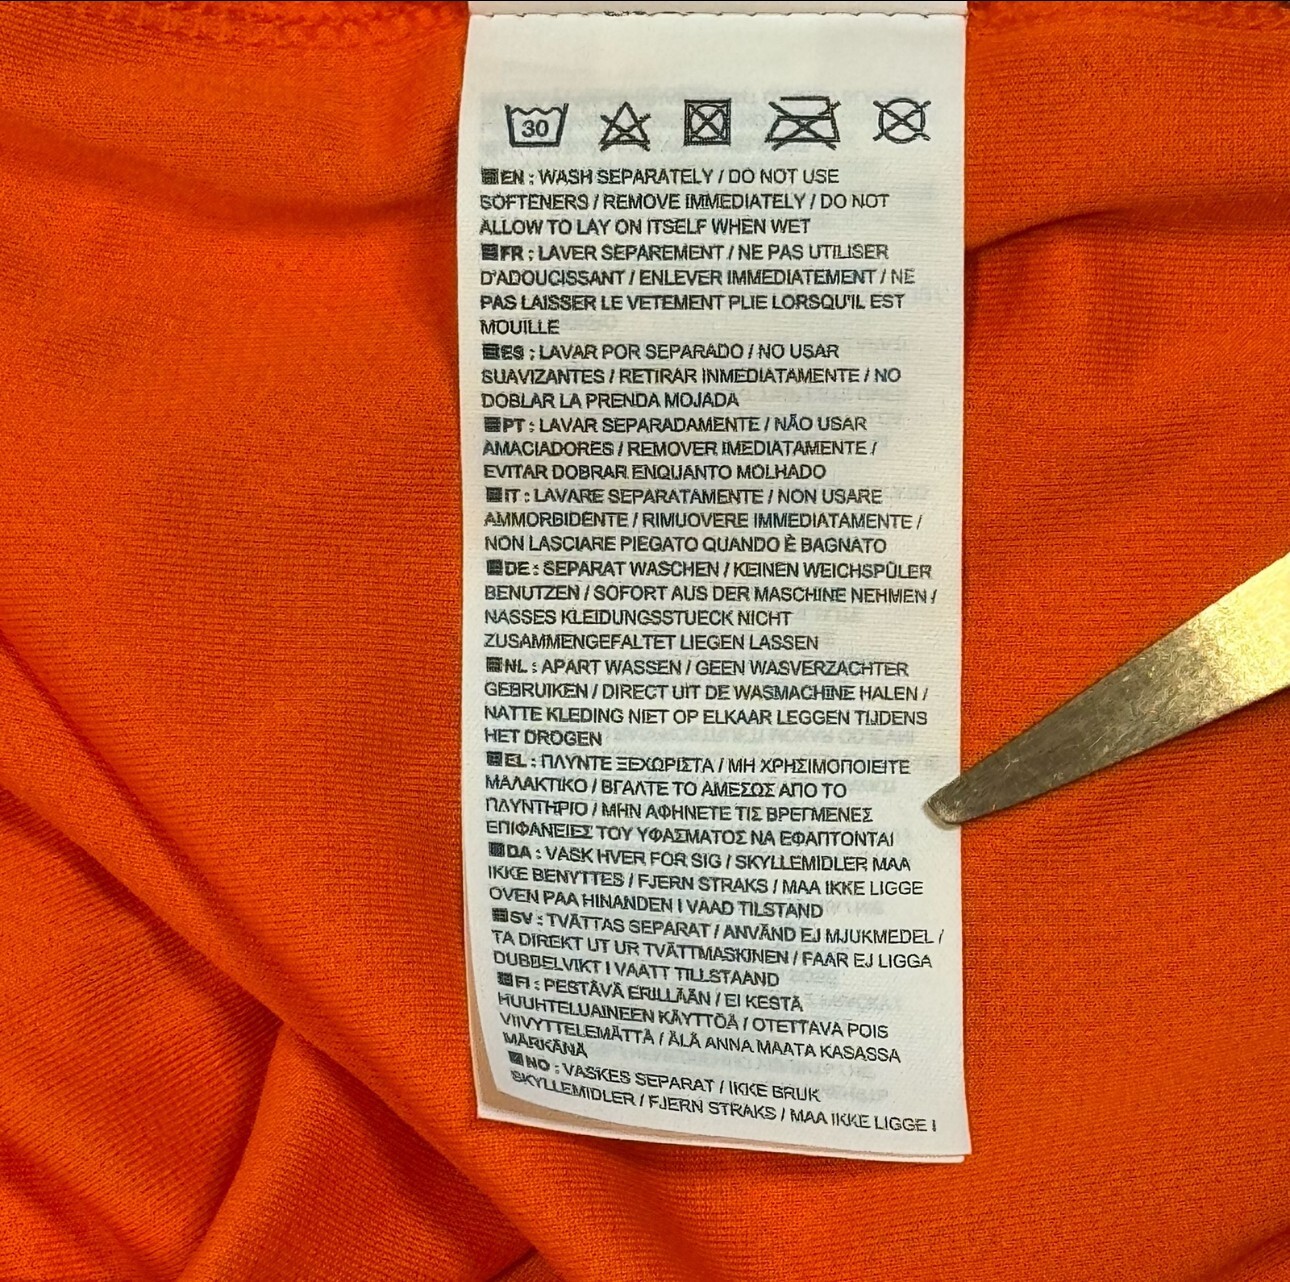 30
EN : WASH SEPARATELY / DO NOT USE
SOFTENERS / REMOVE IMMEDIATELY / DO NOT
ALLOW TO LAY ON ITSELF WHEN WET
FR : LAVER SEPAREMENT / NE PAS UTILISER
D'ADOUCISSANT / ENLEVER IMMEDIATEMENT / NE
PAS LAISSER LE VETEMENT PLIE LORSQU'IL EST
MOUILLE
ES : LAVAR POR SEPARADO / NO USAR
SUAVIZANTES / RETIRAR INMEDIATAMENTE / NO
DOBLAR LA PRENDA MOJADA
PT : LAVAR SEPARADAMENTE / NÃO USAR
AMACIADORES / REMOVER IMEDIATAMENTE /
EVITAR DOBRAR ENQUANTO MOLHADO
IT : LAVARE SEPARATAMENTE / NON USARE
AMMORBIDENTE / RIMUOVERE IMMEDIATAMENTE /
NON LASCIARE PIEGATO QUANDO È BAGNATO
DE : SEPARAT WASCHEN / KEINEN WEICHSPÜLER
BENUTZEN / SOFORT AUS DER MASCHINE NEHMEN /
NASSES KLEIDUNGSSTUECK NICHT
ZUSAMMENGEFALTET LIEGEN LASSEN
NL : APART WASSEN / GEEN WASVERZACHTER
GEBRUIKEN / DIRECT UIT DE WASMACHINE HALEN /
NATTE KLEDING NIET OP ELKAAR LEGGEN TIJDENS
HET DROGEN
EL : ΠΛΥΝΤΕ ΞΕΧΩΡΙΣΤΑ / ΜΗ ΧΡΗΣΙΜΟΠΟΙΕΙΤΕ
ΜΑΛΑΚΤΙΚΟ / ΒΓΑΛΤΕ ΤΟ ΑΜΕΣΩΣ ΑΠΟ ΤΟ
ΠΛΥΝΤΗΡΙΟ / ΜΗΝ ΑΦΗΝΕΤΕ ΤΙΣ ΒΡΕΓΜΕΝΕΣ
ΕΠΙΦΑΝΕΙΕΣ ΤΟΥ ΥΦΑΣΜΑΤΟΣ ΝΑ ΕΦΑΠΤΟΝΤΑΙ
DA : VASK HVER FOR SIG / SKYLLEMIDLER MAA
IKKE BENYTTES / FJERN STRAKS / MAA IKKE LIGGE
OVEN PAA HINANDEN I VAAD TILSTAND
SV : TVÄTTAS SEPARAT / ANVÄND EJ MJUKMEDEL /
TA DIREKT UT UR TVÄTTMASKINEN / FAAR EJ LIGGA
DUBBELVIKT I VAATT TILLSTAAND
FI : PESTÄVÄ ERILLÄÄN / EI KESTÄ
HUUHTELUAINEEN KÄYTTÖÄ / OTETTAVA POIS
VIIVYTTELEMÄTTÄ / ÄLÄ ANNA MAATA KASASSA
MÄRKÄNÄ
NO : VASKES SEPARAT / IKKE BRUK
SKYLLEMIDLER / FJERN STRAKS / MAA IKKE LIGGE I